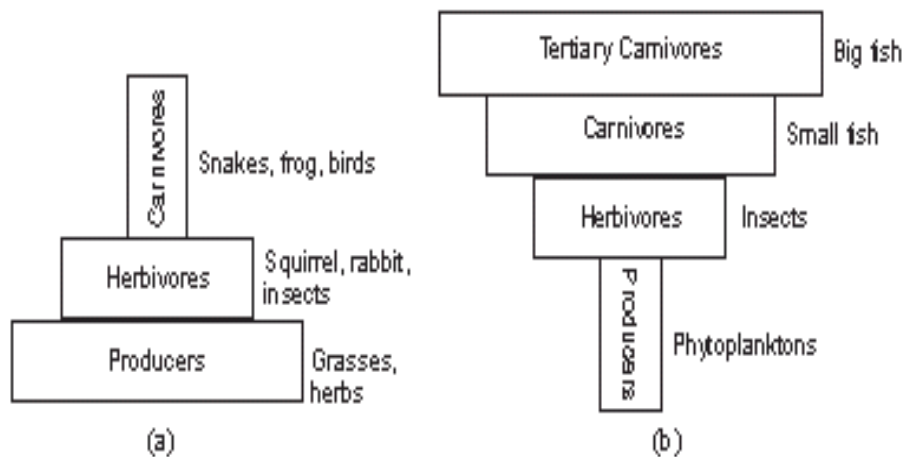 Carnivores
Snakes, frog, birds
Herbivores
Squirrel, rabbit,
insects
Producers
Grasses,
herbs
(a)
Tertiary Carnivores
Big fish
Carnivores
Small fish
Herbivores
Insects
Producers
Phytoplanktons
(b)